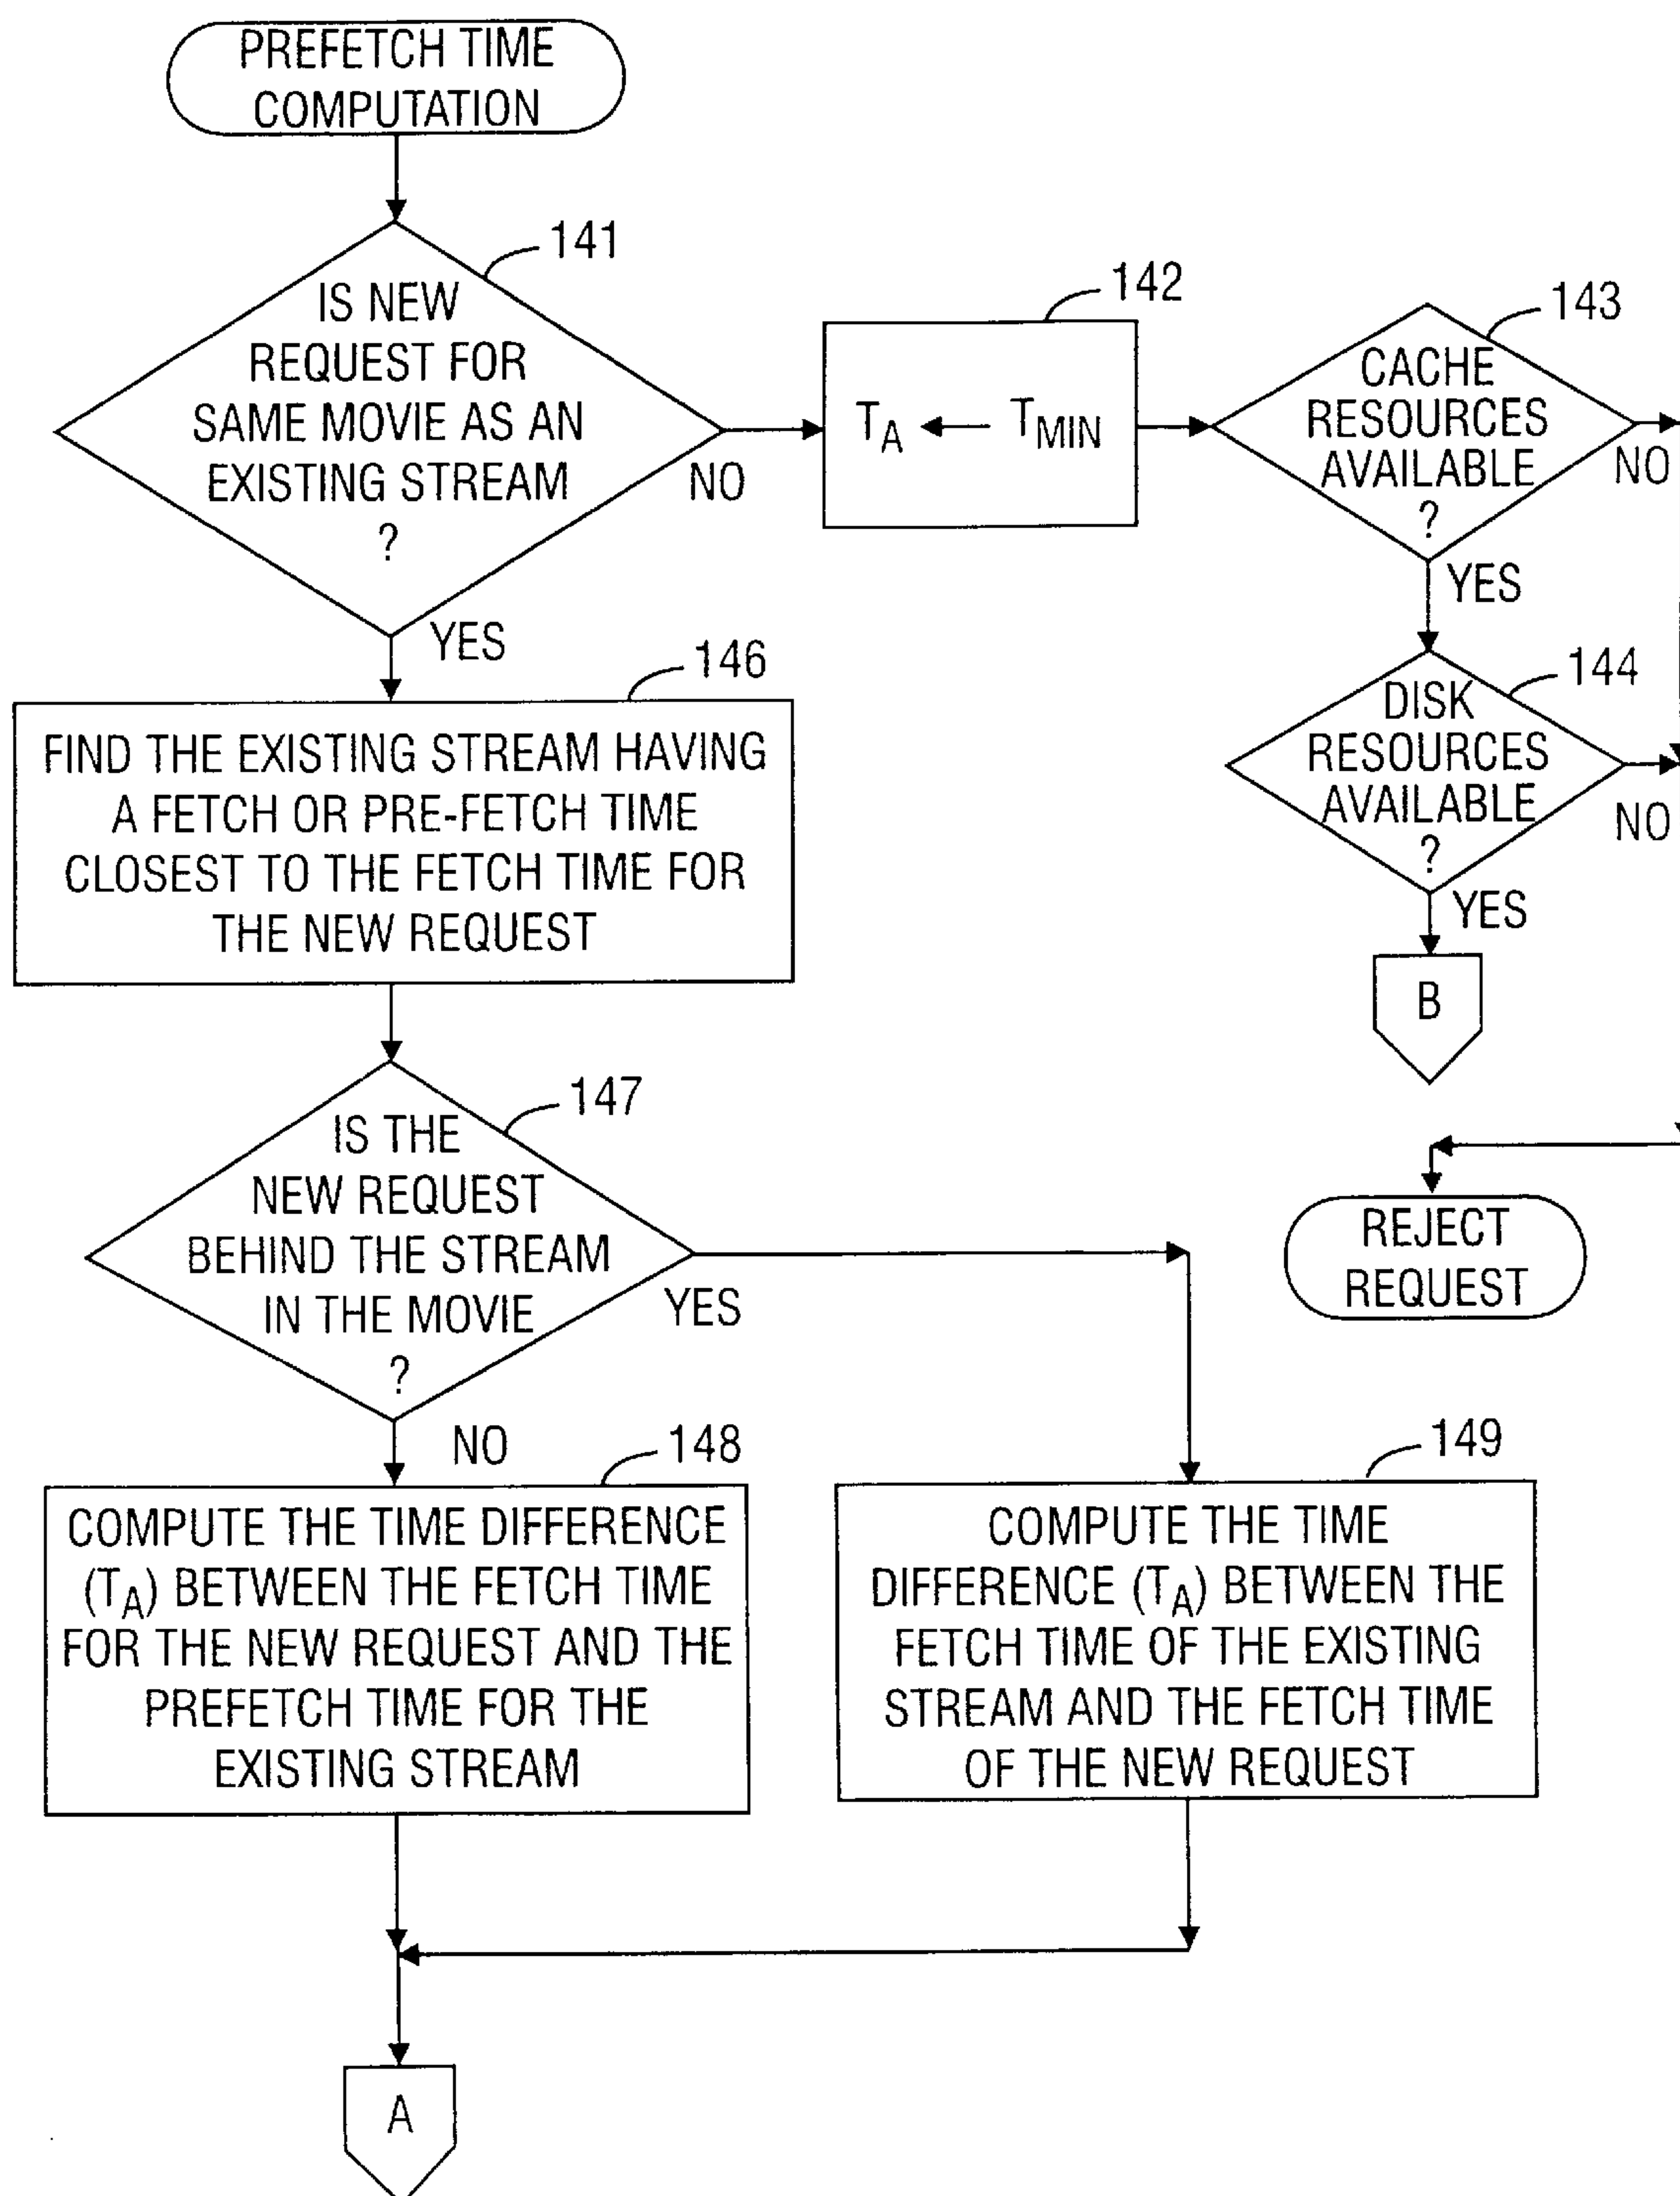 PREFETCH TIME
COMPUTATION
141
IS NEW
REQUEST FOR
SAME MOVIE AS AN
EXISTING STREAM
?
NO
YES
142
T_A ← T_MIN
143
CACHE
RESOURCES
AVAILABLE
?
NO
YES
144
DISK
RESOURCES
AVAILABLE
?
NO
YES
B
REJECT
REQUEST
146
FIND THE EXISTING STREAM HAVING
A FETCH OR PRE-FETCH TIME
CLOSEST TO THE FETCH TIME FOR
THE NEW REQUEST
147
IS THE
NEW REQUEST
BEHIND THE STREAM
IN THE MOVIE
?
YES
NO
148
COMPUTE THE TIME DIFFERENCE
(T_A) BETWEEN THE FETCH TIME
FOR THE NEW REQUEST AND THE
PREFETCH TIME FOR THE
EXISTING STREAM
149
COMPUTE THE TIME
DIFFERENCE (T_A) BETWEEN THE
FETCH TIME OF THE EXISTING
STREAM AND THE FETCH TIME
OF THE NEW REQUEST
A